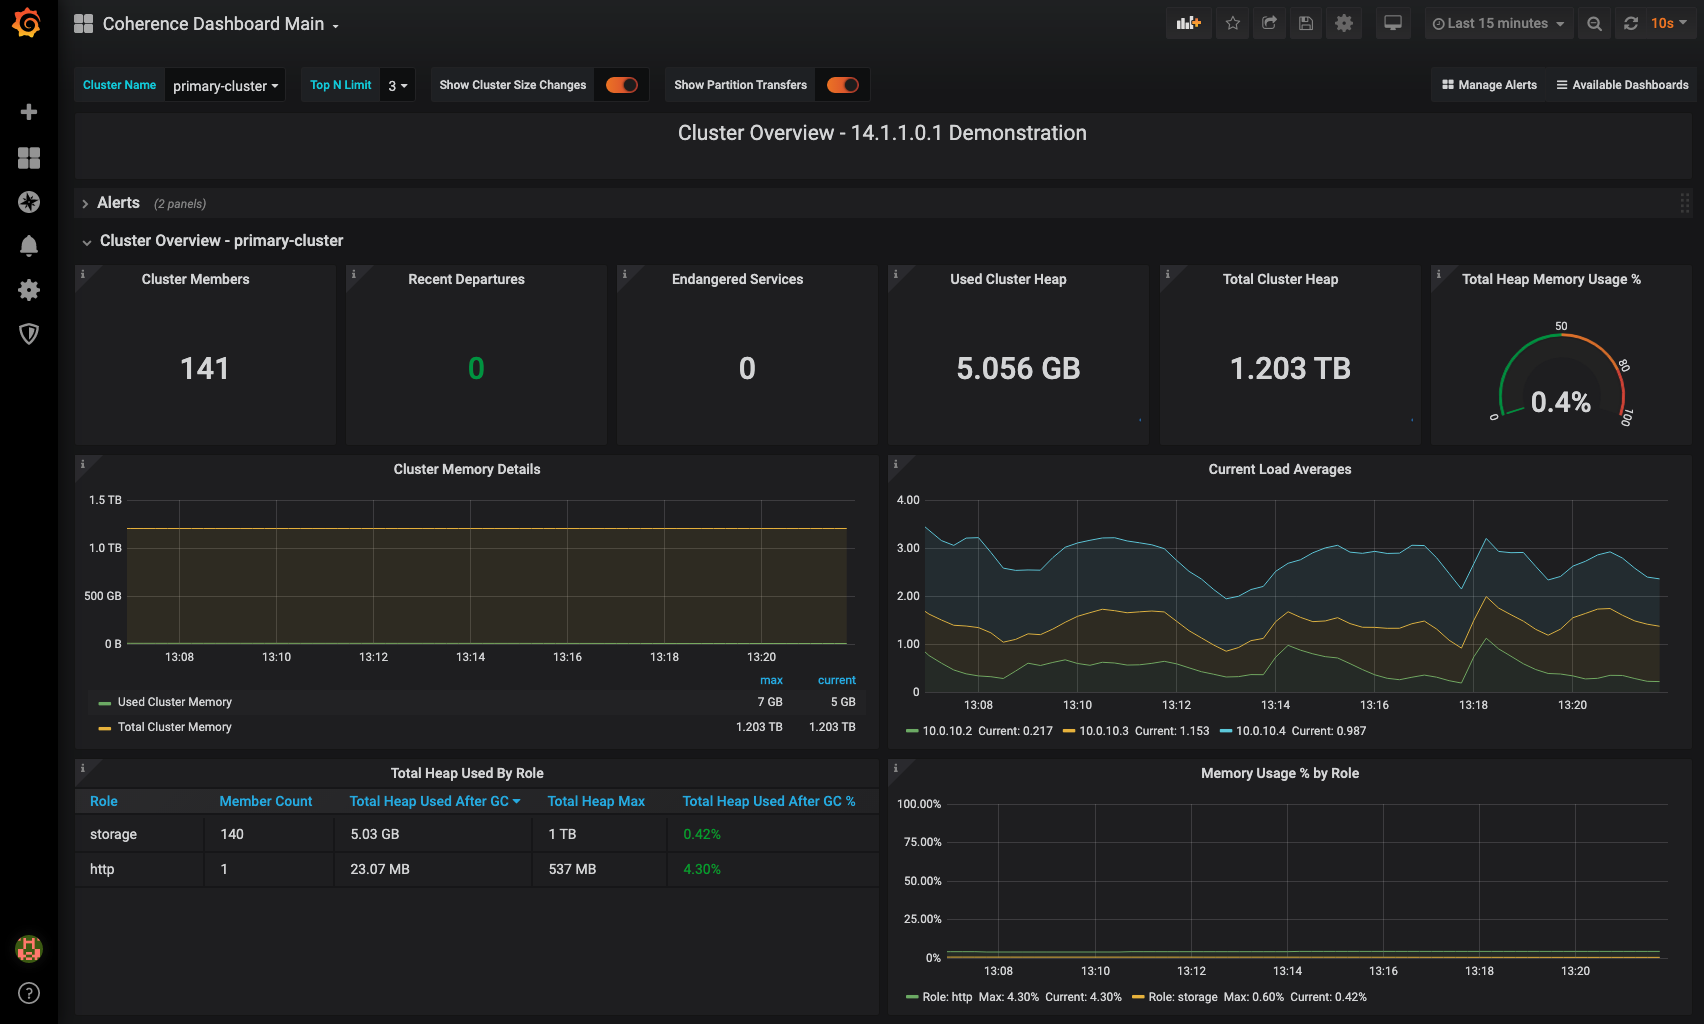 Coherence Dashboard Main
Last 15 minutes
10s
Cluster Name primary-cluster
Top N Limit 3
Show Cluster Size Changes
Show Partition Transfers
Manage Alerts
Available Dashboards
Cluster Overview - 14.1.1.0.1 Demonstration
Alerts (2 panels)
Cluster Overview - primary-cluster
Cluster Members
141
Recent Departures
0
Endangered Services
0
Used Cluster Heap
5.056 GB
Total Cluster Heap
1.203 TB
Total Heap Memory Usage %
50
80
0
100
0.4%
Cluster Memory Details
1.5 TB
1.0 TB
500 GB
0 B
13:08 13:10 13:12 13:14 13:16 13:18 13:20
max current
Used Cluster Memory 7 GB 5 GB
Total Cluster Memory 1.203 TB 1.203 TB
Current Load Averages
4.00
3.00
2.00
1.00
0
13:08 13:10 13:12 13:14 13:16 13:18 13:20
10.0.10.2 Current: 0.217 10.0.10.3 Current: 1.153 10.0.10.4 Current: 0.987
Total Heap Used By Role
Role Member Count Total Heap Used After GC Total Heap Max Total Heap Used After GC %
storage 140 5.03 GB 1 TB 0.42%
http 1 23.07 MB 537 MB 4.30%
Memory Usage % by Role
100.00%
75.00%
50.00%
25.00%
0%
13:08 13:10 13:12 13:14 13:16 13:18 13:20
Role: http Max: 4.30% Current: 4.30% Role: storage Max: 0.60% Current: 0.42%